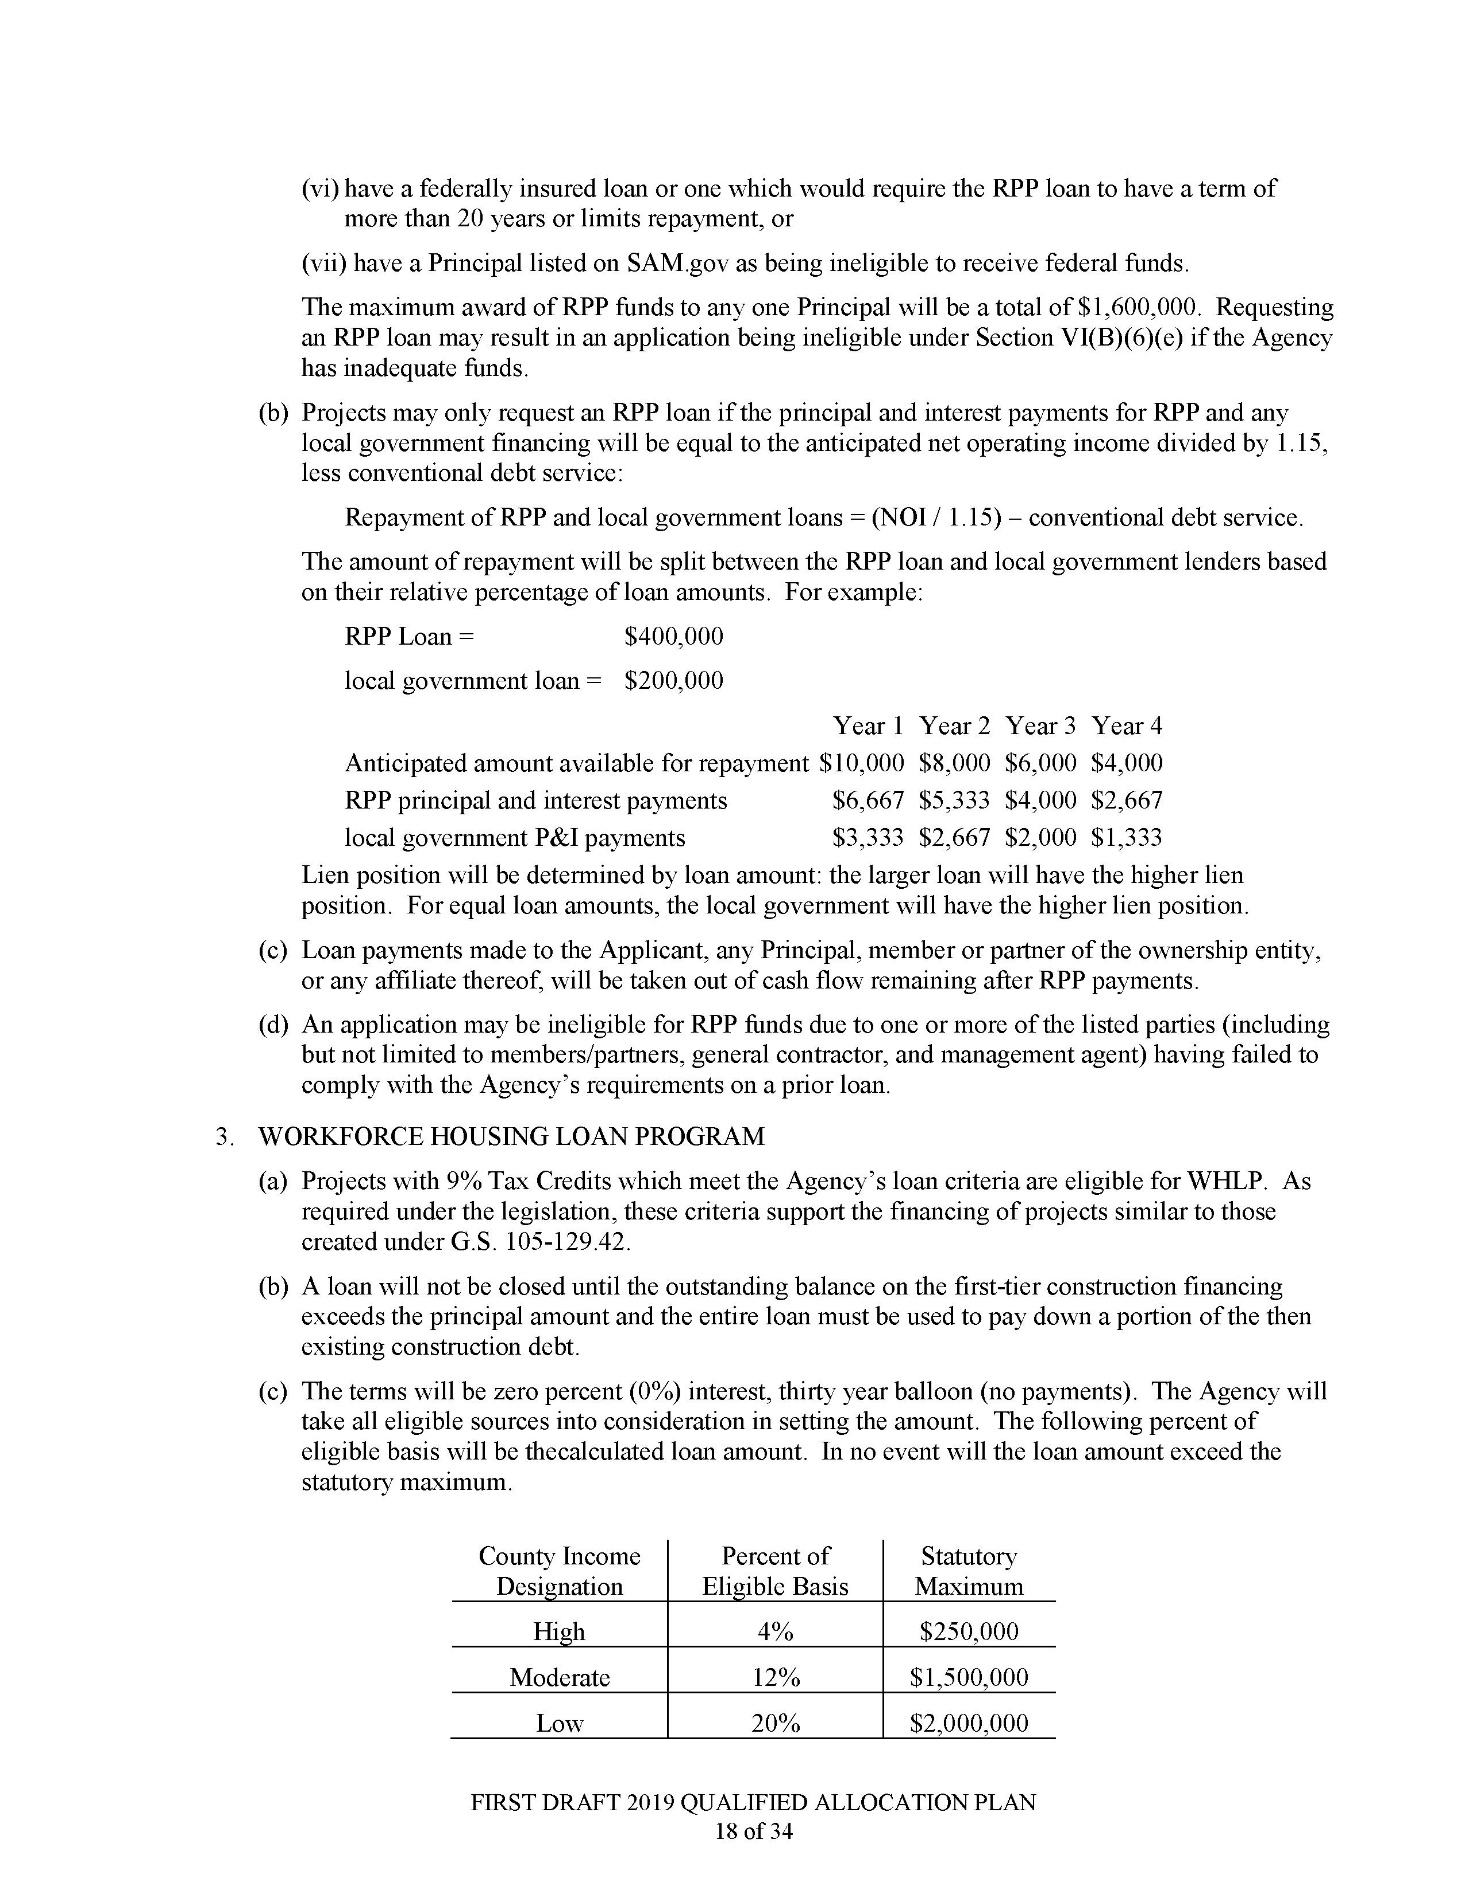 (vi) have a federally insured loan or one which would require the RPP loan to have a term of
more than 20 years or limits repayment, or
(vii) have a Principal listed on SAM.gov as being ineligible to receive federal funds.
The maximum award of RPP funds to any one Principal will be a total of $1,600,000.  Requesting
an RPP loan may result in an application being ineligible under Section VI(B)(6)(e) if the Agency
has inadequate funds.
(b) Projects may only request an RPP loan if the principal and interest payments for RPP and any
local government financing will be equal to the anticipated net operating income divided by 1.15,
less conventional debt service:
Repayment of RPP and local government loans = (NOI / 1.15) – conventional debt service.
The amount of repayment will be split between the RPP loan and local government lenders based
on their relative percentage of loan amounts.  For example:
RPP Loan = $400,000
local government loan = $200,000
Year 1 Year 2 Year 3 Year 4
Anticipated amount available for repayment $10,000 $8,000 $6,000 $4,000
RPP principal and interest payments $6,667 $5,333 $4,000 $2,667
local government P&I payments $3,333 $2,667 $2,000 $1,333
Lien position will be determined by loan amount: the larger loan will have the higher lien
position.  For equal loan amounts, the local government will have the higher lien position.
(c) Loan payments made to the Applicant, any Principal, member or partner of the ownership entity,
or any affiliate thereof, will be taken out of cash flow remaining after RPP payments.
(d) An application may be ineligible for RPP funds due to one or more of the listed parties (including
but not limited to members/partners, general contractor, and management agent) having failed to
comply with the Agency’s requirements on a prior loan.
3. WORKFORCE HOUSING LOAN PROGRAM
(a) Projects with 9% Tax Credits which meet the Agency’s loan criteria are eligible for WHLP.  As
required under the legislation, these criteria support the financing of projects similar to those
created under G.S. 105-129.42.
(b) A loan will not be closed until the outstanding balance on the first-tier construction financing
exceeds the principal amount and the entire loan must be used to pay down a portion of the then
existing construction debt.
(c) The terms will be zero percent (0%) interest, thirty year balloon (no payments).  The Agency will
take all eligible sources into consideration in setting the amount.  The following percent of
eligible basis will be thecalculated loan amount.  In no event will the loan amount exceed the
statutory maximum.
County Income Percent of Statutory
Designation Eligible Basis Maximum
High 4% $250,000
Moderate 12% $1,500,000
Low 20% $2,000,000
FIRST DRAFT 2019 QUALIFIED ALLOCATION PLAN
18 of 34